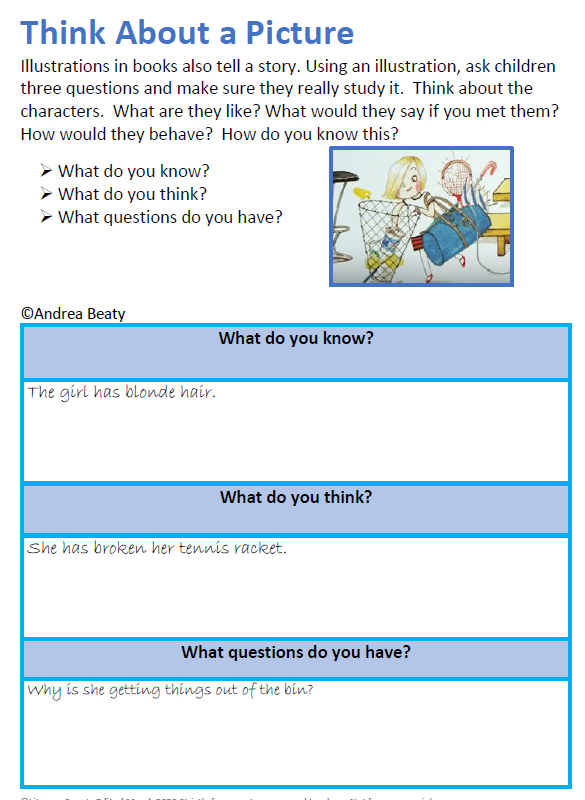 Think About a Picture
Illustrations in books also tell a story. Using an illustration, ask children
three questions and make sure they really study it.  Think about the
characters.  What are they like? What would they say if you met them?
How would they behave?  How do you know this?
➢ What do you know?
➢ What do you think?
➢ What questions do you have?
©Andrea Beaty
What do you know?
The girl has blonde hair.
What do you think?
She has broken her tennis racket.
What questions do you have?
Why is she getting things out of the bin?